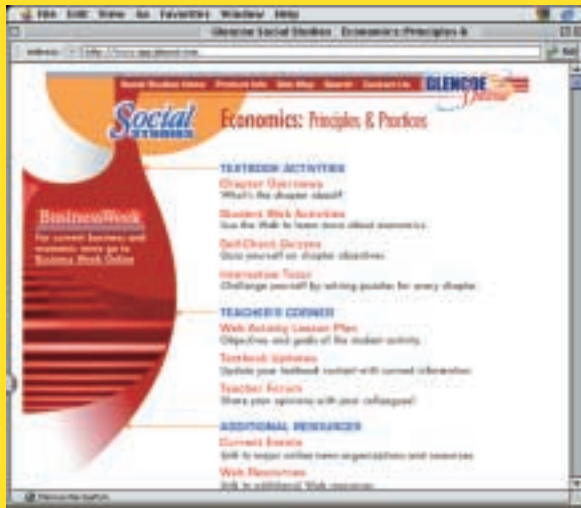 File Edit View Go Favorites Window Help
Glencoe Social Studies Economics: Principles &
Social Studies Home Product Info Site Map Search Contact Us
GLENCOE
Online
Social
STUDIES
Economics: Principles & Practices
TEXTBOOK ACTIVITIES
Chapter Overviews
What's the chapter about?
Student Web Activities
Use the Web to learn more about economics.
Self-Check Quizzes
Quiz yourself on chapter objectives.
Interactive Tutor
Challenge yourself by solving puzzles for every chapter.
BusinessWeek
For current business and
economic news go to
Business Week Online
TEACHER'S CORNER
Web Activity Lesson Plan
Objectives and goals of the student activity.
Textbook Updates
Update your textbook content with current information.
Teacher Forum
Share your opinions with your colleagues!
ADDITIONAL RESOURCES
Current Events
Link to major online news organizations and resources.
Web Resources
Link to additional Web resources.